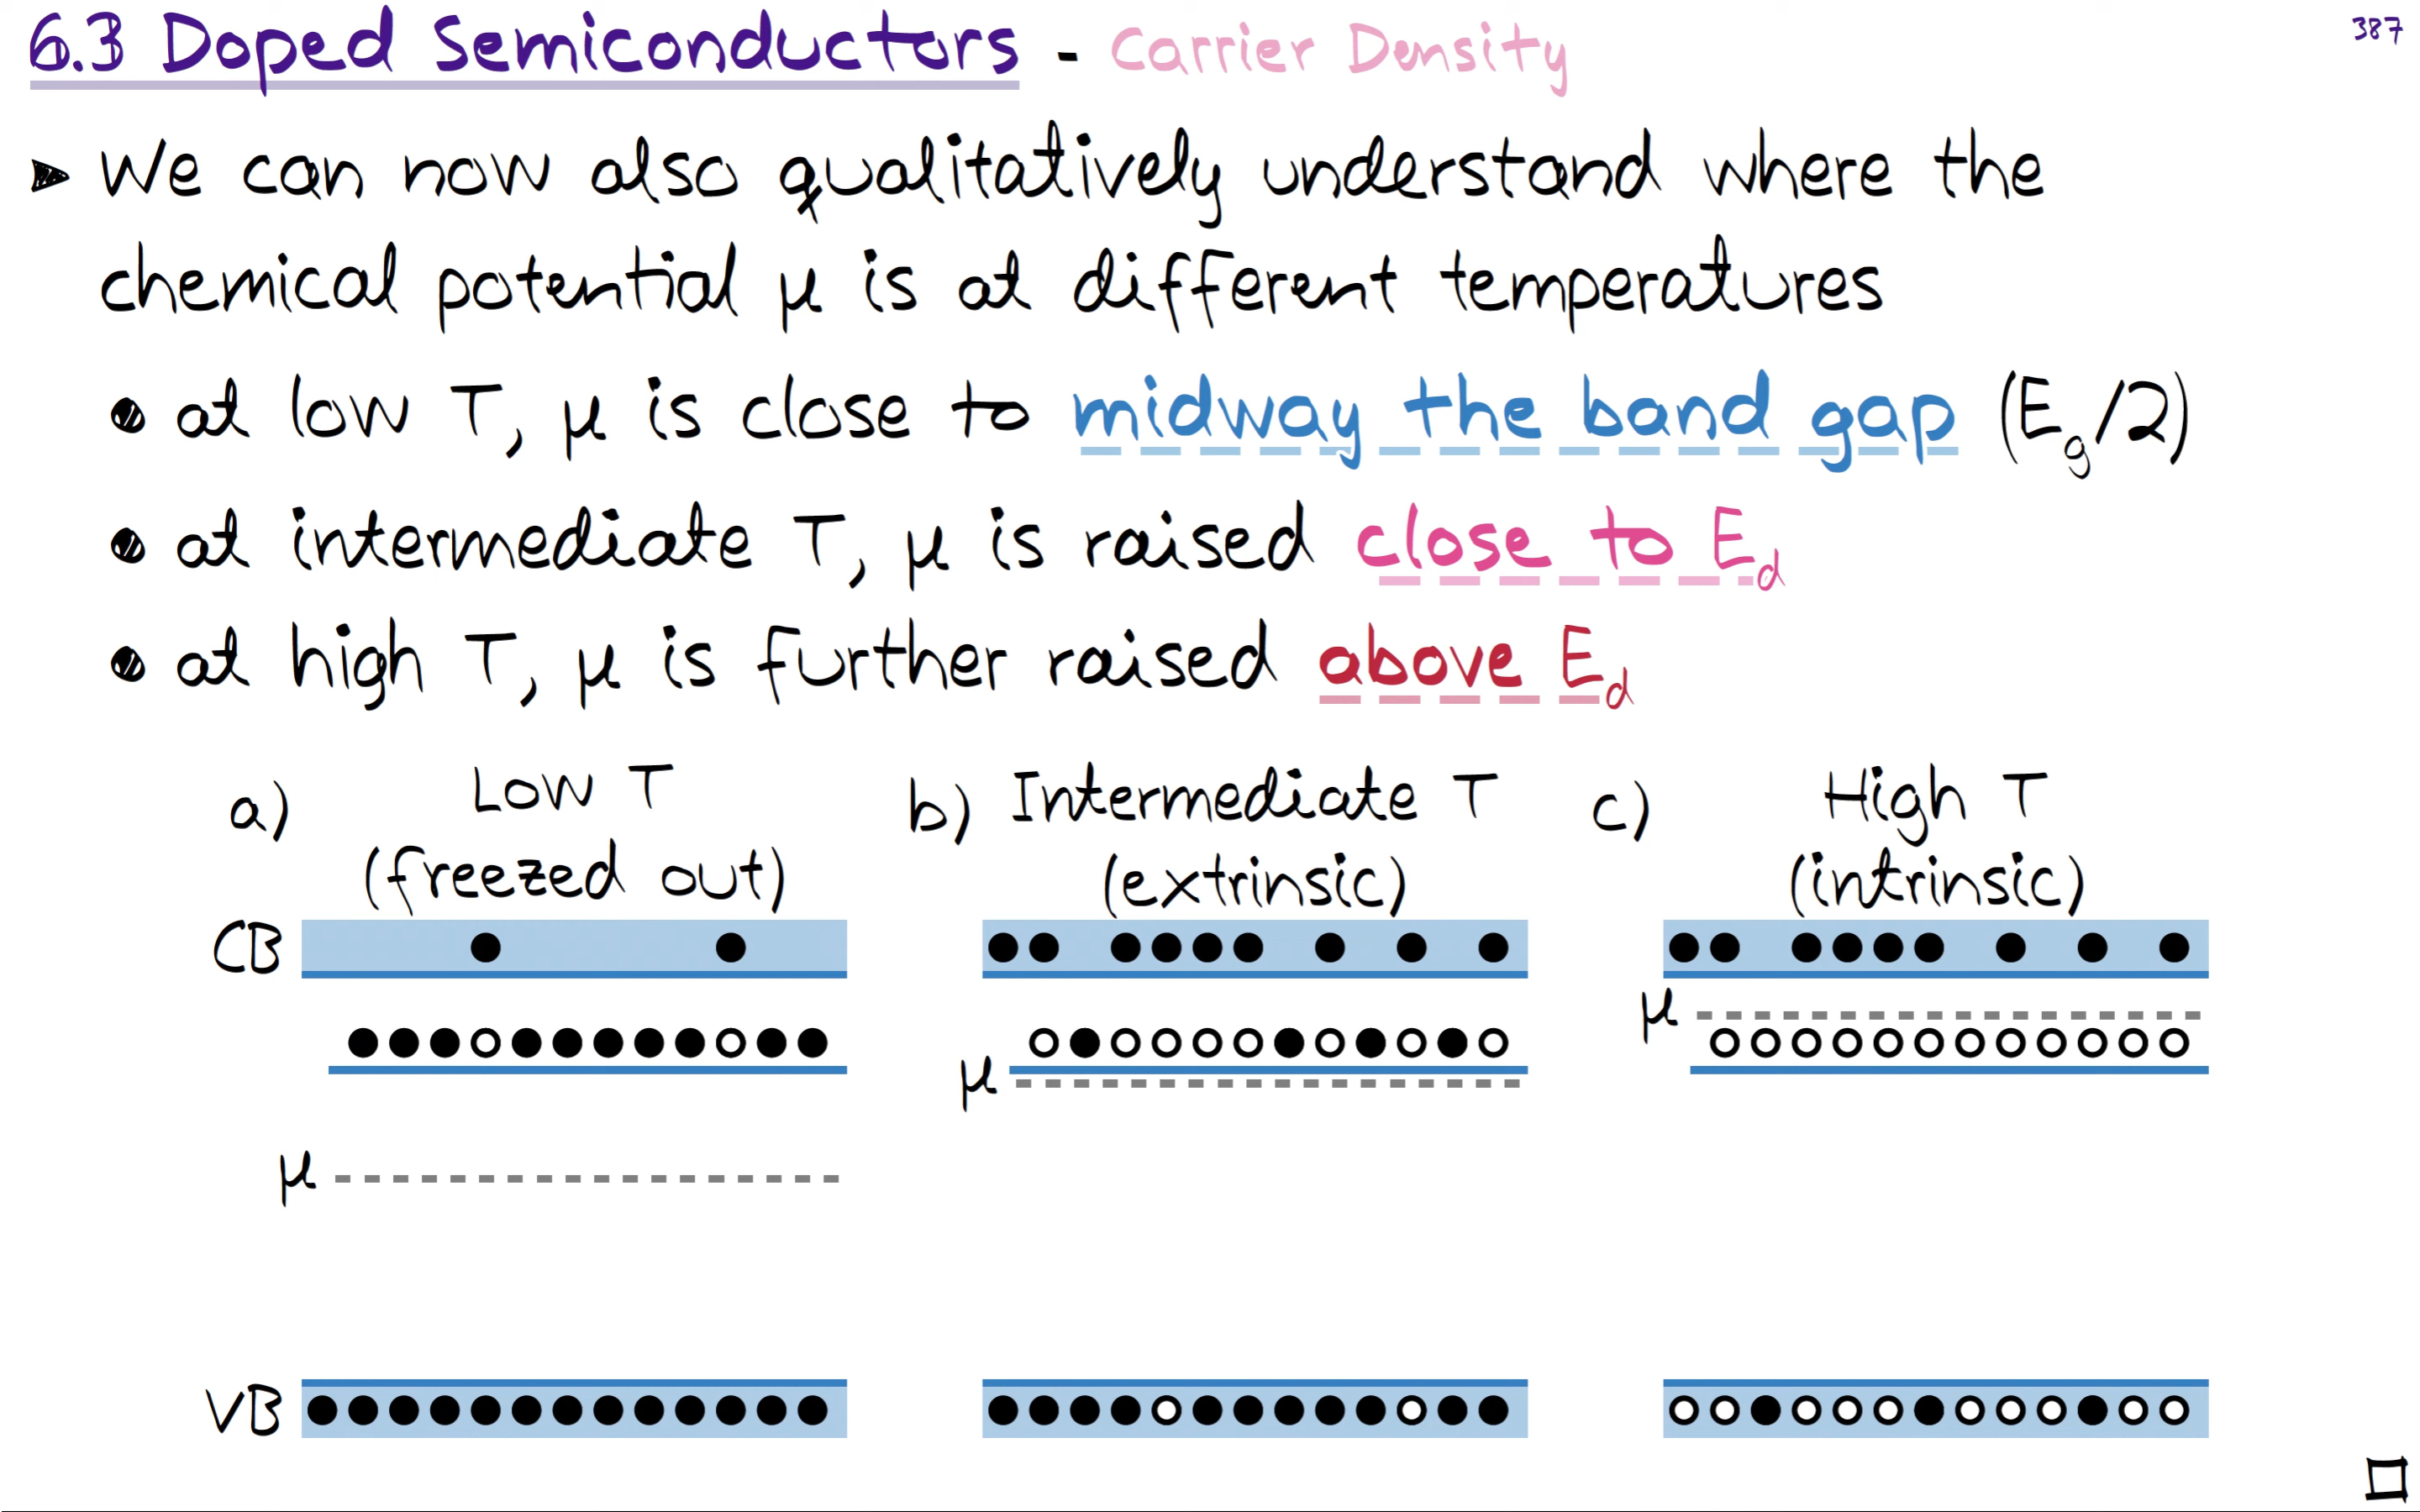 6.3 Doped Semiconductors - Carrier Density
387
We can now also qualitatively understand where the
chemical potential μ is at different temperatures
at low T, μ is close to midway the band gap (Eg/2)
at intermediate T, μ is raised close to Ed
at high T, μ is further raised above Ed
a) Low T
(freezed out)
b) Intermediate T
(extrinsic)
c) High T
(intrinsic)
CB
μ
μ
μ
VB